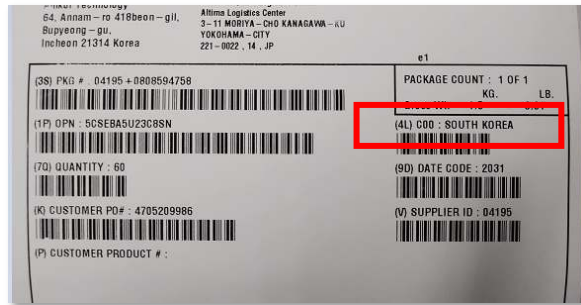 Technology
64, Annam-ro 418beon-gil,
Bupyeong-gu,
Incheon 21314 Korea
Altima Logistics Center
3-11 MORIYA-CHO KANAGAWA-KU
YOKOHAMA-CITY
221-0022, 14, JP
e1
(3S) PKG # : 04195+0808594758
PACKAGE COUNT : 1 OF 1
KG. LB.
(1P) OPN : 5CSEBA5U23C8SN
(4L) COO : SOUTH KOREA
(7Q) QUANTITY : 60
(9D) DATE CODE : 2031
(K) CUSTOMER PO# : 4705209986
(V) SUPPLIER ID : 04195
(P) CUSTOMER PRODUCT # :